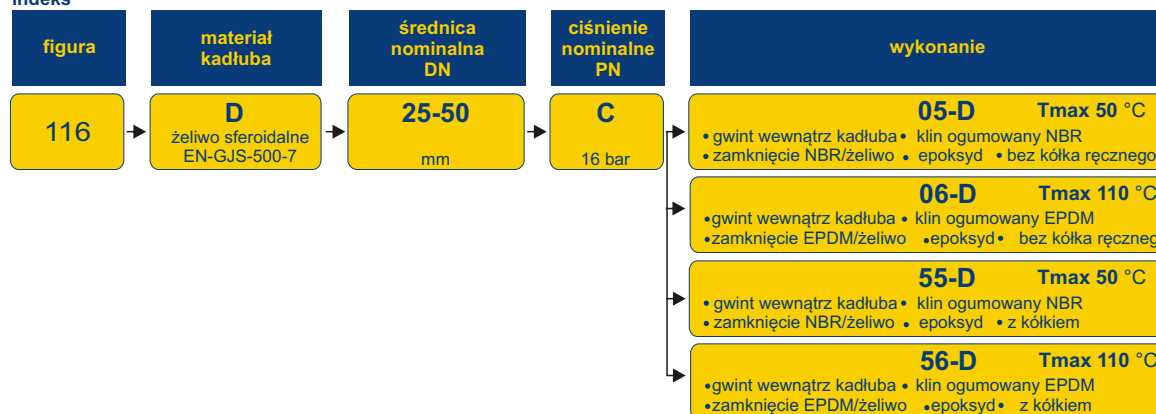 indeks
figura
materiał
kadłuba
średnica
nominalna
DN
ciśnienie
nominalne
PN
wykonanie
116
D
żeliwo sferoidalne
EN-GJS-500-7
25-50
mm
C
16 bar
05-D Tmax 50 °C
• gwint wewnątrz kadłuba • klin ogumowany NBR
• zamknięcie NBR/żeliwo • epoksyd • bez kółka ręcznego
06-D Tmax 110 °C
•gwint wewnątrz kadłuba • klin ogumowany EPDM
•zamknięcie EPDM/żeliwo •epoksyd• bez kółka ręczneg
55-D Tmax 50 °C
• gwint wewnątrz kadłuba • klin ogumowany NBR
• zamknięcie NBR/żeliwo • epoksyd • z kółkiem
56-D Tmax 110 °C
•gwint wewnątrz kadłuba • klin ogumowany EPDM
•zamknięcie EPDM/żeliwo •epoksyd• z kółkiem